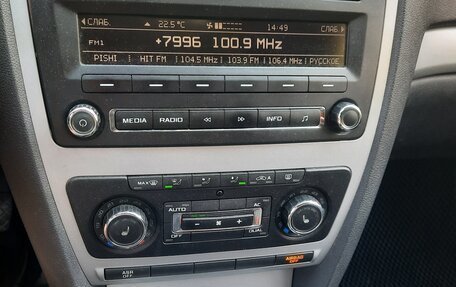 СЛАБ. ▲ 22.5°C 14:49 СЛАБ.
FM1 +7996 100.9 MHz
PISHI HIT FM 104.5 MHz 103.9 FM 106.4 MHz РУССКОЕ
MEDIA RADIO INFO
MAX
A
AUTO AC
OFF DUAL
ASR OFF AIRBAG OFF